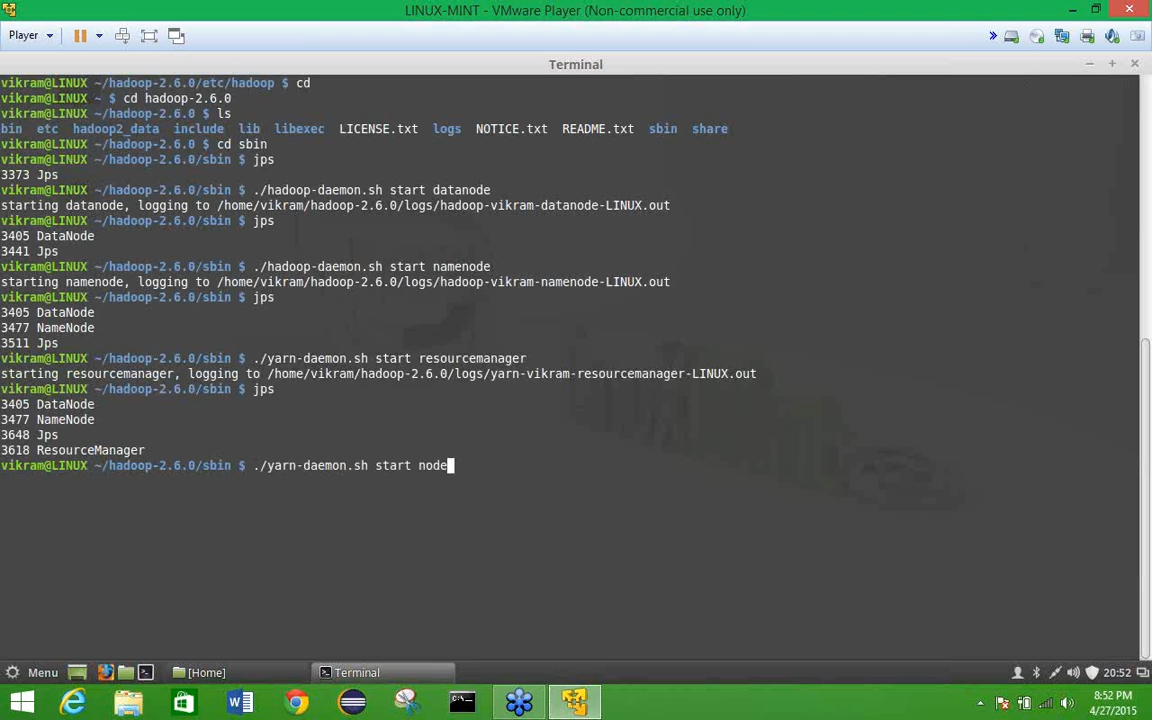 LINUX-MINT - VMware Player (Non-commercial use only)
Player
Terminal
vikram@LINUX ~/hadoop-2.6.0/etc/hadoop $ cd
vikram@LINUX ~ $ cd hadoop-2.6.0
vikram@LINUX ~/hadoop-2.6.0 $ ls
bin etc hadoop2_data include lib libexec LICENSE.txt logs NOTICE.txt README.txt sbin share
vikram@LINUX ~/hadoop-2.6.0 $ cd sbin
vikram@LINUX ~/hadoop-2.6.0/sbin $ jps
3373 Jps
vikram@LINUX ~/hadoop-2.6.0/sbin $ ./hadoop-daemon.sh start datanode
starting datanode, logging to /home/vikram/hadoop-2.6.0/logs/hadoop-vikram-datanode-LINUX.out
vikram@LINUX ~/hadoop-2.6.0/sbin $ jps
3405 DataNode
3441 Jps
vikram@LINUX ~/hadoop-2.6.0/sbin $ ./hadoop-daemon.sh start namenode
starting namenode, logging to /home/vikram/hadoop-2.6.0/logs/hadoop-vikram-namenode-LINUX.out
vikram@LINUX ~/hadoop-2.6.0/sbin $ jps
3405 DataNode
3477 NameNode
3511 Jps
vikram@LINUX ~/hadoop-2.6.0/sbin $ ./yarn-daemon.sh start resourcemanager
starting resourcemanager, logging to /home/vikram/hadoop-2.6.0/logs/yarn-vikram-resourcemanager-LINUX.out
vikram@LINUX ~/hadoop-2.6.0/sbin $ jps
3405 DataNode
3477 NameNode
3648 Jps
3618 ResourceManager
vikram@LINUX ~/hadoop-2.6.0/sbin $ ./yarn-daemon.sh start node
Menu [Home] Terminal 20:52
8:52 PM
4/27/2015